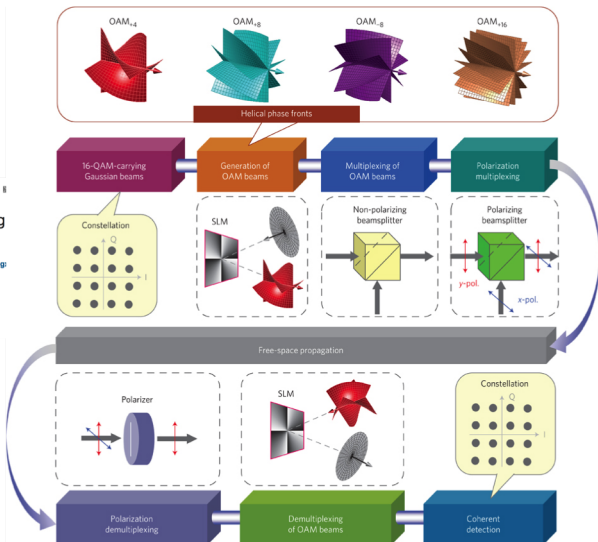 OAM+4
OAM+8
OAM−8
OAM+16
Helical phase fronts
16-QAM-carrying
Gaussian beams
Generation of
OAM beams
Multiplexing of
OAM beams
Polarization
multiplexing
g
g:
Constellation
Q
I
SLM
Non-polarizing
beamsplitter
Polarizing
beamsplitter
y-pol.
x-pol.
Free-space propagation
Polarizer
SLM
Constellation
Q
I
Polarization
demultiplexing
Demultiplexing
of OAM beams
Coherent
detection